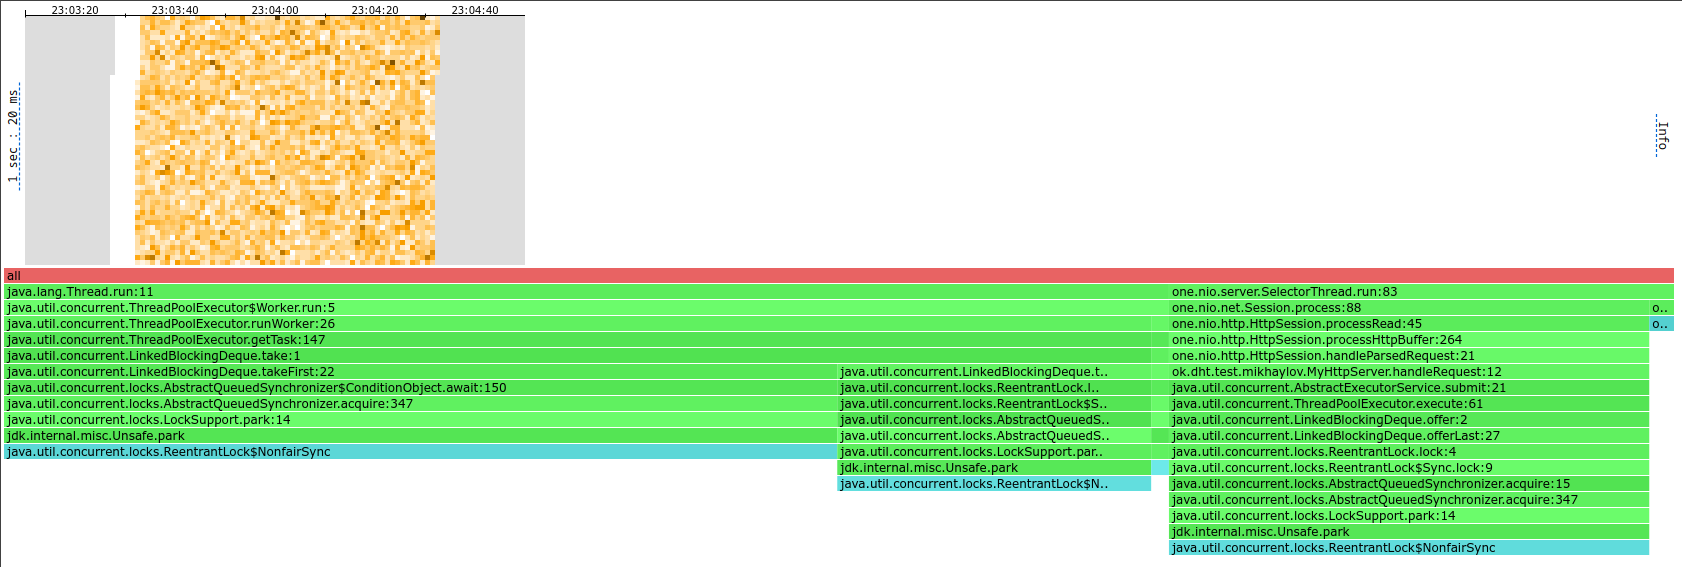 23:03:20 23:03:40 23:04:00 23:04:20 23:04:40
1 sec : 20 ms
Info
all
java.lang.Thread.run:11 one.nio.server.SelectorThread.run:83
java.util.concurrent.ThreadPoolExecutor$Worker.run:5 one.nio.net.Session.process:88 o..
java.util.concurrent.ThreadPoolExecutor.runWorker:26 one.nio.http.HttpSession.processRead:45 o..
java.util.concurrent.ThreadPoolExecutor.getTask:147 one.nio.http.HttpSession.processHttpBuffer:264
java.util.concurrent.LinkedBlockingDeque.take:1 one.nio.http.HttpSession.handleParsedRequest:21
java.util.concurrent.LinkedBlockingDeque.takeFirst:22 java.util.concurrent.LinkedBlockingDeque.t.. ok.dht.test.mikhaylov.MyHttpServer.handleRequest:12
java.util.concurrent.locks.AbstractQueuedSynchronizer$ConditionObject.await:150 java.util.concurrent.locks.ReentrantLock.l.. java.util.concurrent.AbstractExecutorService.submit:21
java.util.concurrent.locks.AbstractQueuedSynchronizer.acquire:347 java.util.concurrent.locks.ReentrantLock$S.. java.util.concurrent.ThreadPoolExecutor.execute:61
java.util.concurrent.locks.LockSupport.park:14 java.util.concurrent.locks.AbstractQueuedS.. java.util.concurrent.LinkedBlockingDeque.offer:2
jdk.internal.misc.Unsafe.park java.util.concurrent.locks.AbstractQueuedS.. java.util.concurrent.LinkedBlockingDeque.offerLast:27
java.util.concurrent.locks.ReentrantLock$NonfairSync java.util.concurrent.locks.LockSupport.par.. java.util.concurrent.locks.ReentrantLock.lock:4
jdk.internal.misc.Unsafe.park java.util.concurrent.locks.ReentrantLock$Sync.lock:9
java.util.concurrent.locks.ReentrantLock$N.. java.util.concurrent.locks.AbstractQueuedSynchronizer.acquire:15
java.util.concurrent.locks.AbstractQueuedSynchronizer.acquire:347
java.util.concurrent.locks.LockSupport.park:14
jdk.internal.misc.Unsafe.park
java.util.concurrent.locks.ReentrantLock$NonfairSync